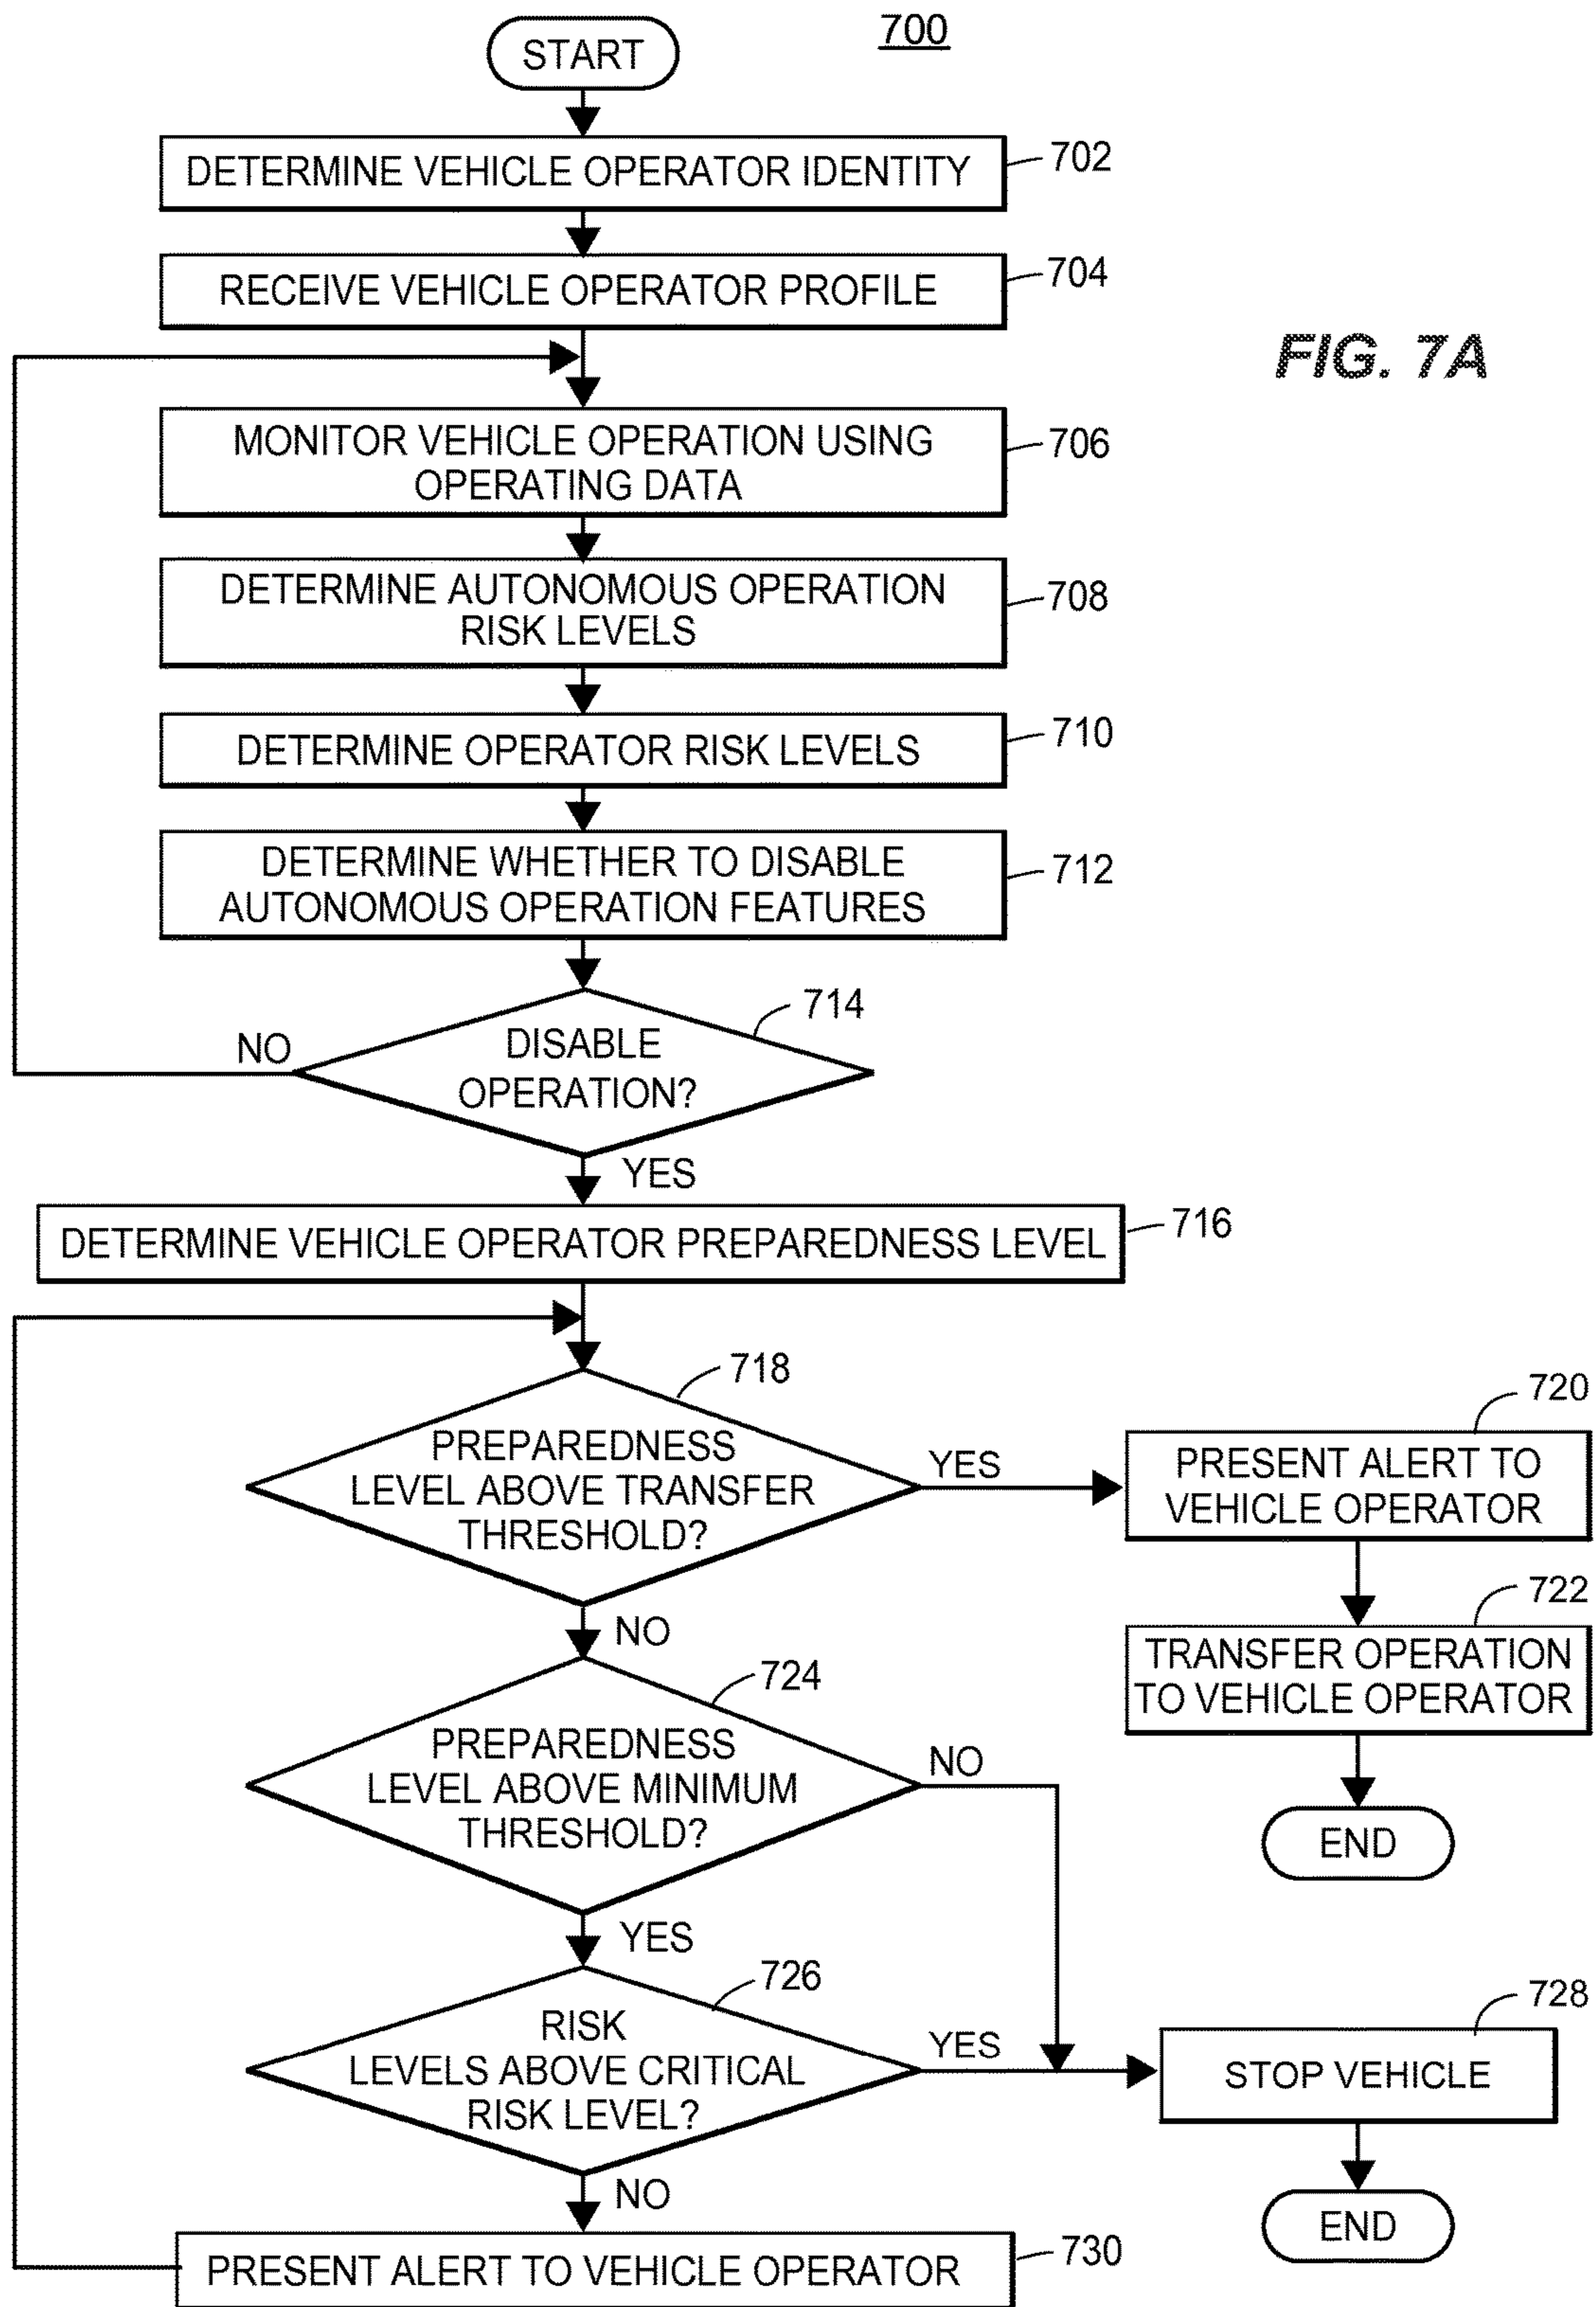 700
START
DETERMINE VEHICLE OPERATOR IDENTITY
702
RECEIVE VEHICLE OPERATOR PROFILE
704
FIG. 7A
MONITOR VEHICLE OPERATION USING
OPERATING DATA
706
DETERMINE AUTONOMOUS OPERATION
RISK LEVELS
708
DETERMINE OPERATOR RISK LEVELS
710
DETERMINE WHETHER TO DISABLE
AUTONOMOUS OPERATION FEATURES
712
714
NO
DISABLE
OPERATION?
YES
DETERMINE VEHICLE OPERATOR PREPAREDNESS LEVEL
716
718
PREPAREDNESS
LEVEL ABOVE TRANSFER
THRESHOLD?
YES
720
PRESENT ALERT TO
VEHICLE OPERATOR
722
TRANSFER OPERATION
TO VEHICLE OPERATOR
END
NO
724
PREPAREDNESS
LEVEL ABOVE MINIMUM
THRESHOLD?
NO
YES
726
RISK
LEVELS ABOVE CRITICAL
RISK LEVEL?
YES
728
STOP VEHICLE
END
NO
PRESENT ALERT TO VEHICLE OPERATOR
730